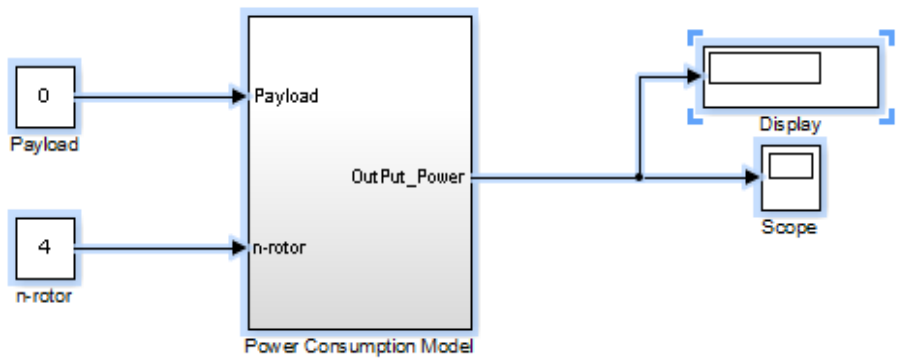 0
Payload
4
n-rotor
Payload
OutPut_Power
n-rotor
Power Consumption Model
Display
Scope